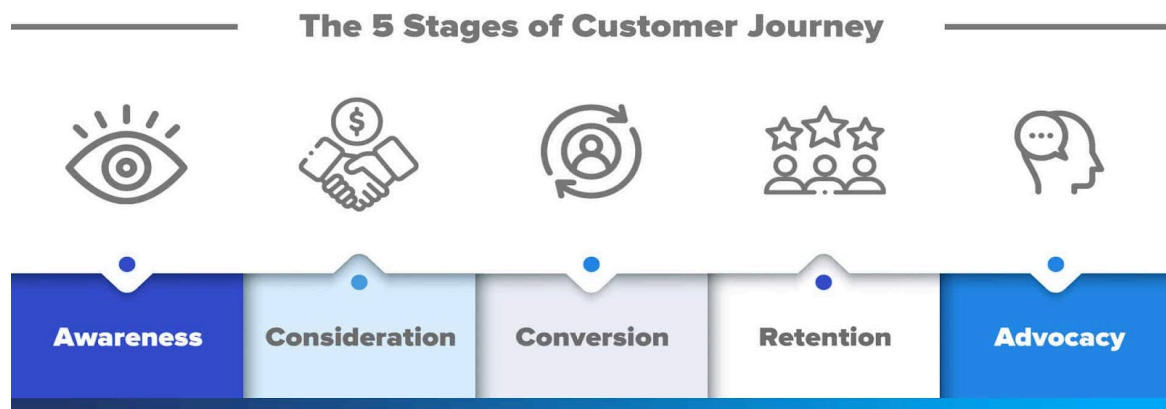 The 5 Stages of Customer Journey
$
Awareness
Consideration
Conversion
Retention
Advocacy